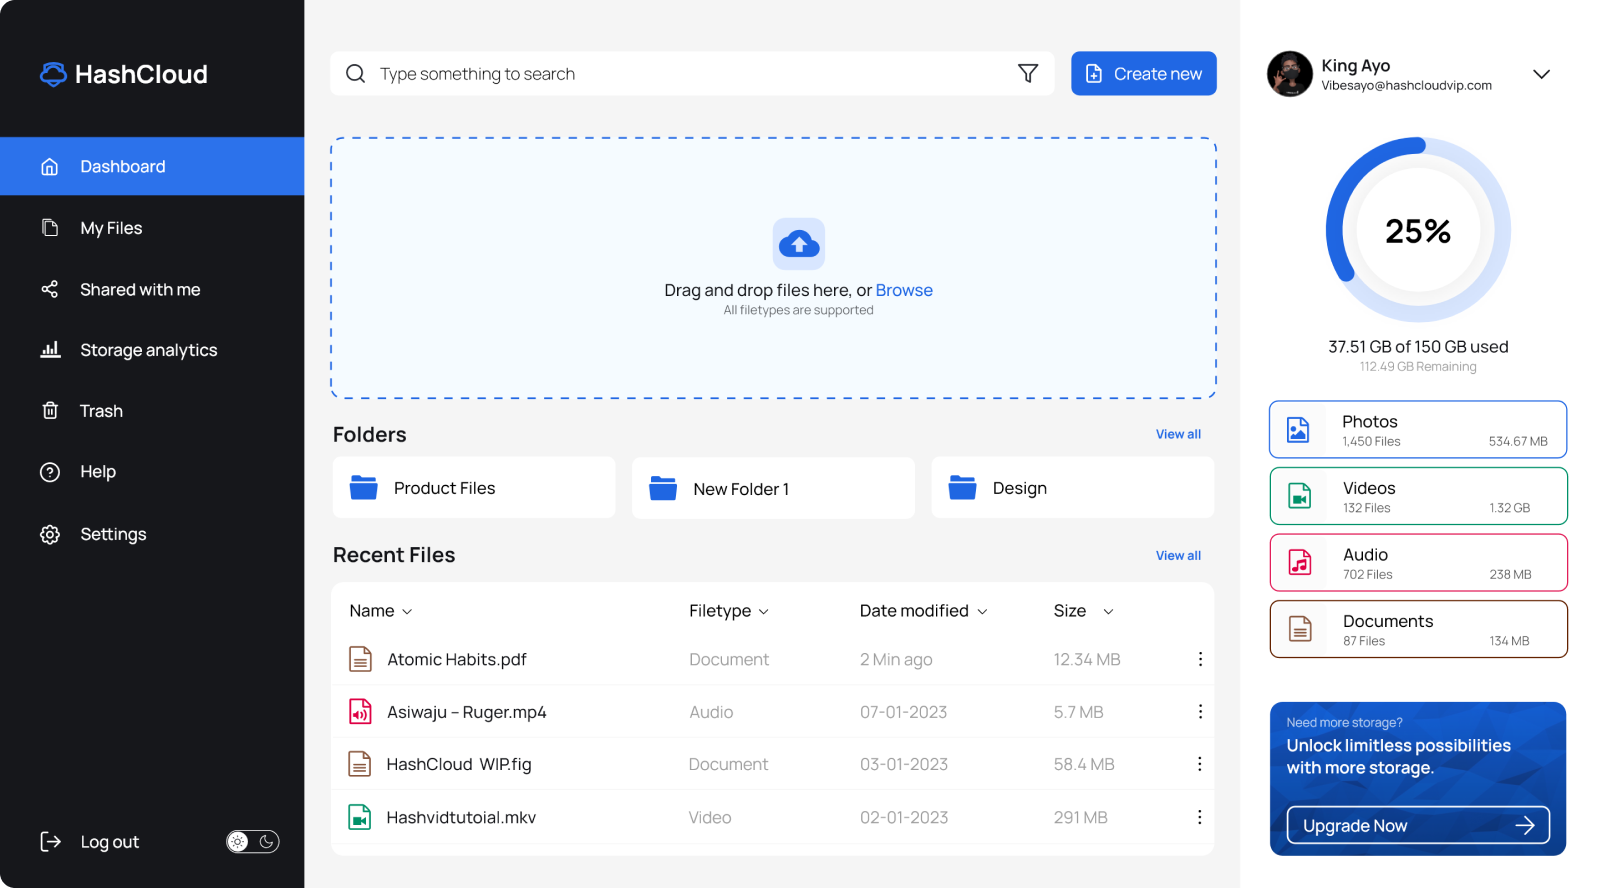 HashCloud
Dashboard
My Files
Shared with me
Storage analytics
Trash
Help
Settings
Log out
Type something to search
Create new
Drag and drop files here, or Browse
All filetypes are supported
Folders
View all
Product Files
New Folder 1
Design
Recent Files
View all
Name Filetype Date modified Size
Atomic Habits.pdf Document 2 Min ago 12.34 MB
Asiwaju – Ruger.mp4 Audio 07-01-2023 5.7 MB
HashCloud WIP.fig Document 03-01-2023 58.4 MB
Hashvidtutoial.mkv Video 02-01-2023 291 MB
King Ayo
Vibesayo@hashcloudvip.com
25%
37.51 GB of 150 GB used
112.49 GB Remaining
Photos
1,450 Files 534.67 MB
Videos
132 Files 1.32 GB
Audio
702 Files 238 MB
Documents
87 Files 134 MB
Need more storage?
Unlock limitless possibilities
with more storage.
Upgrade Now